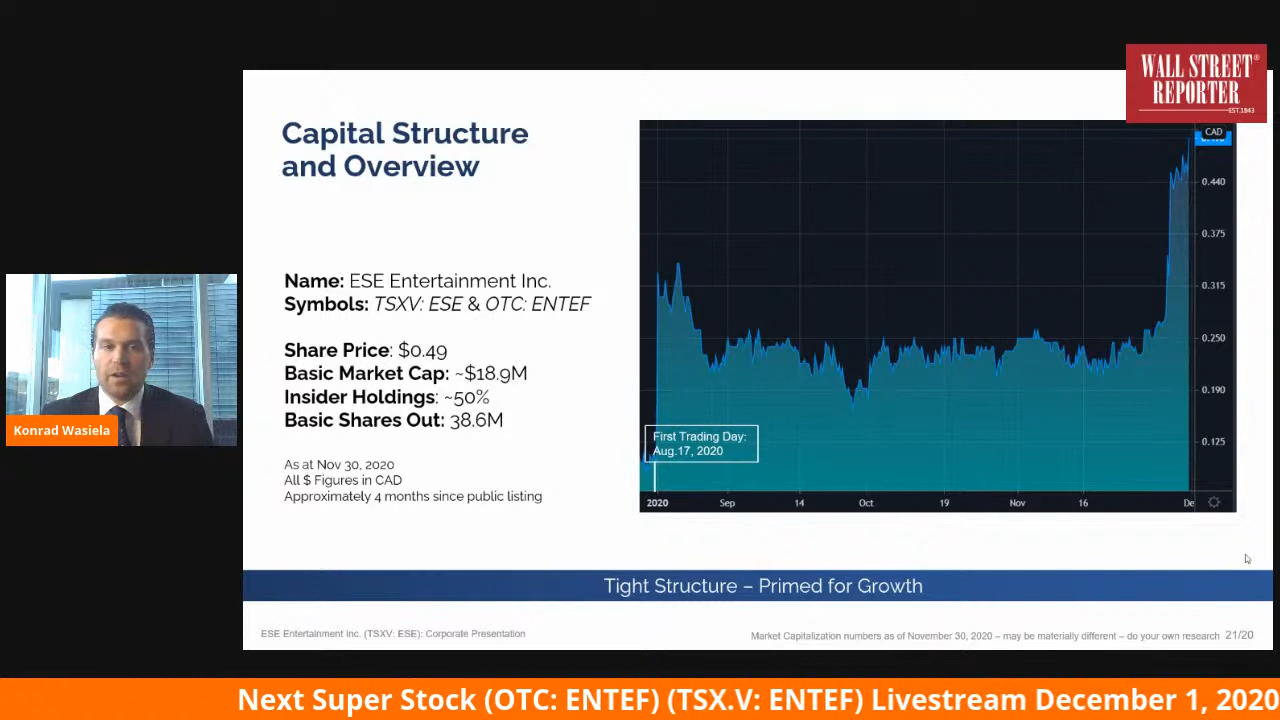 WALL STREET
REPORTER®
EST.1843
Capital Structure
and Overview
Name: ESE Entertainment Inc.
Symbols: TSXV: ESE & OTC: ENTEF
Share Price: $0.49
Basic Market Cap: ~$18.9M
Insider Holdings: ~50%
Basic Shares Out: 38.6M
As at Nov 30, 2020
All $ Figures in CAD
Approximately 4 months since public listing
CAD
0.440
0.375
0.315
0.250
0.190
0.125
First Trading Day:
Aug.17, 2020
2020 Sep 14 Oct 19 Nov 16 De
Konrad Wasiela
Tight Structure – Primed for Growth
ESE Entertainment Inc. (TSXV: ESE): Corporate Presentation
Market Capitalization numbers as of November 30, 2020 – may be materially different – do your own research 21/20
Next Super Stock (OTC: ENTEF) (TSX.V: ENTEF) Livestream December 1, 2020